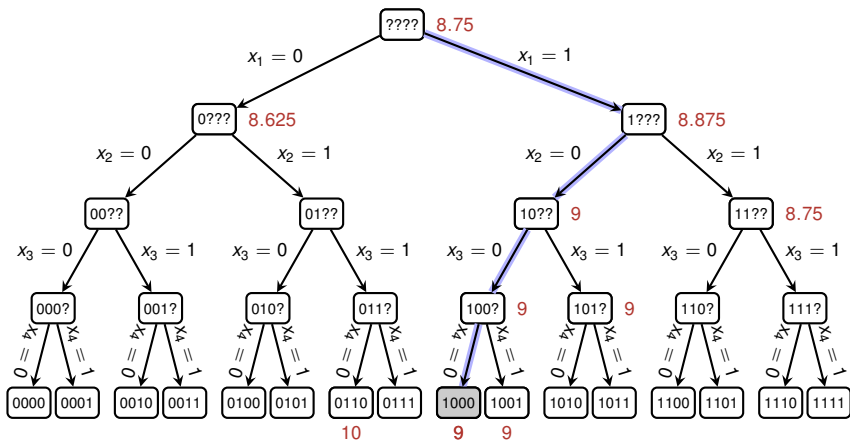 ???? 8.75
x₁ = 0 x₁ = 1
0??? 8.625 1??? 8.875
x₂ = 0 x₂ = 1 x₂ = 0 x₂ = 1
00?? 01?? 10?? 9 11?? 8.75
x₃ = 0 x₃ = 1 x₃ = 0 x₃ = 1 x₃ = 0 x₃ = 1 x₃ = 0 x₃ = 1
000? 001? 010? 011? 100? 9 101? 9 110? 111?
x₄ = 0 x₄ = 1 x₄ = 0 x₄ = 1 x₄ = 0 x₄ = 1 x₄ = 0 x₄ = 1 x₄ = 0 x₄ = 1 x₄ = 0 x₄ = 1 x₄ = 0 x₄ = 1 x₄ = 0 x₄ = 1
0000 0001 0010 0011 0100 0101 0110 0111 1000 1001 1010 1011 1100 1101 1110 1111
10 9 9